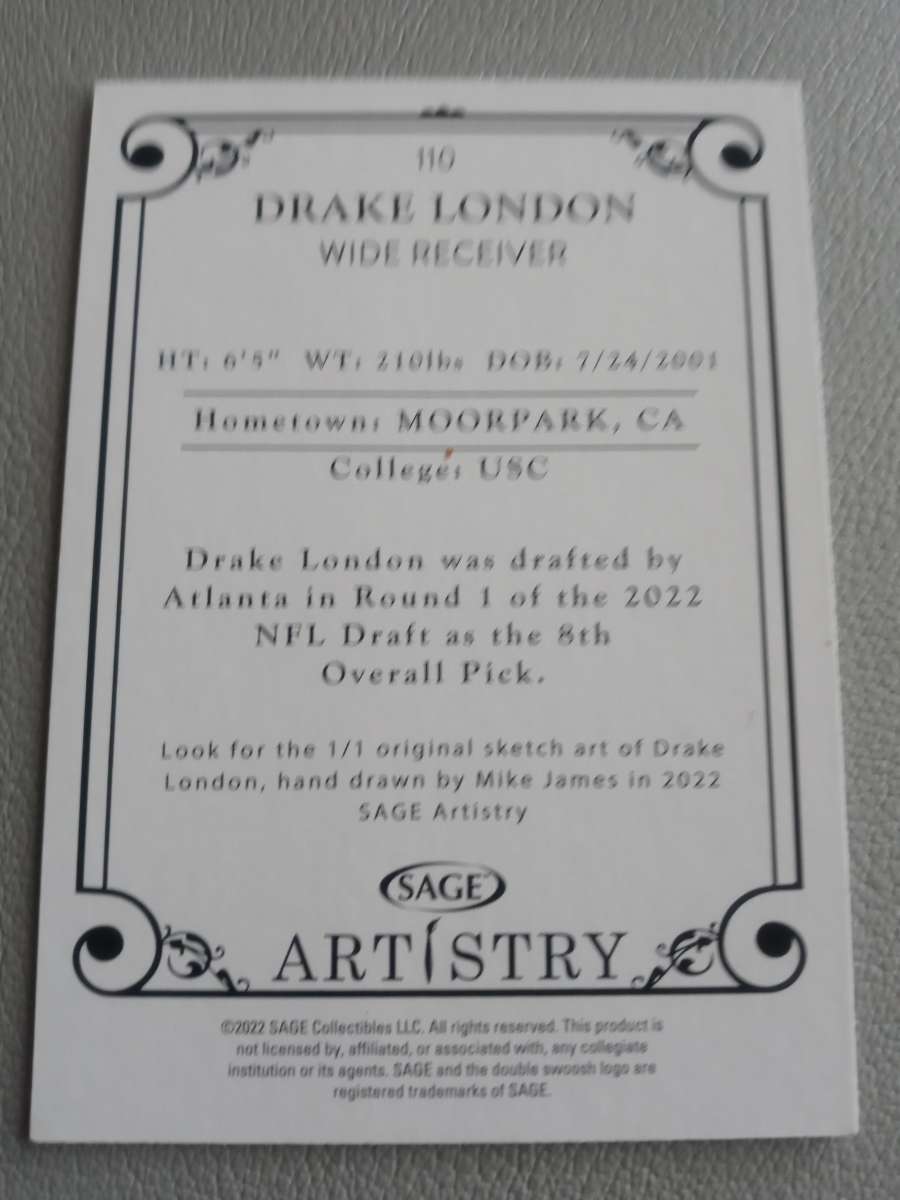 110
DRAKE LONDON
WIDE RECEIVER
HT: 6'5" WT: 210lbs DOB: 7/24/2001
Hometown: MOORPARK, CA
College: USC
Drake London was drafted by
Atlanta in Round 1 of the 2022
NFL Draft as the 8th
Overall Pick.
Look for the 1/1 original sketch art of Drake
London, hand drawn by Mike James in 2022
SAGE Artistry
SAGE
ARTISTRY
©2022 SAGE Collectibles LLC. All rights reserved. This product is
not licensed by, affiliated, or associated with, any collegiate
institution or its agents. SAGE and the double swoosh logo are
registered trademarks of SAGE.